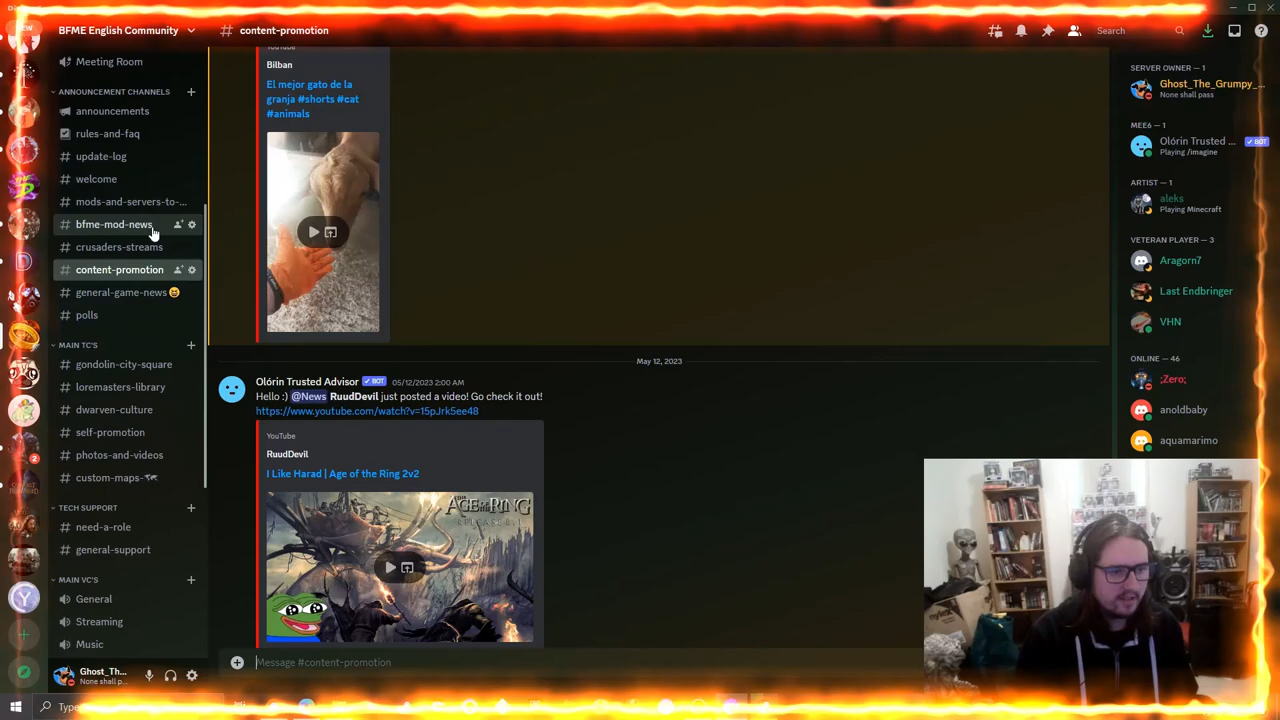 BFME English Community
content-promotion
Search
Meeting Room
ANNOUNCEMENT CHANNELS
announcements
rules-and-faq
update-log
welcome
mods-and-servers-to-...
bfme-mod-news
crusaders-streams
content-promotion
general-game-news
polls
MAIN TC'S
gondolin-city-square
loremasters-library
dwarven-culture
self-promotion
photos-and-videos
custom-maps-
TECH SUPPORT
need-a-role
general-support
MAIN VC'S
General
Streaming
Music
Ghost_Th...
None shall p...
YouTube
Bilban
El mejor gato de la
granja #shorts #cat
#animals
May 12, 2023
Olórin Trusted Advisor BOT 05/12/2023 2:00 AM
Hello :) @News RuudDevil just posted a video! Go check it out!
https://www.youtube.com/watch?v=15pJrk5ee48
YouTube
RuudDevil
I Like Harad | Age of the Ring 2v2
AGE OF THE RING
Message #content-promotion
SERVER OWNER — 1
Ghost_The_Grumpy_...
None shall pass
MEE6 — 1
Olórin Trusted ... BOT
Playing /imagine
ARTIST — 1
aleks
Playing Minecraft
VETERAN PLAYER — 3
Aragorn7
Last Endbringer
VHN
ONLINE — 46
;Zero;
anoldbaby
aquamarimo
2
Type